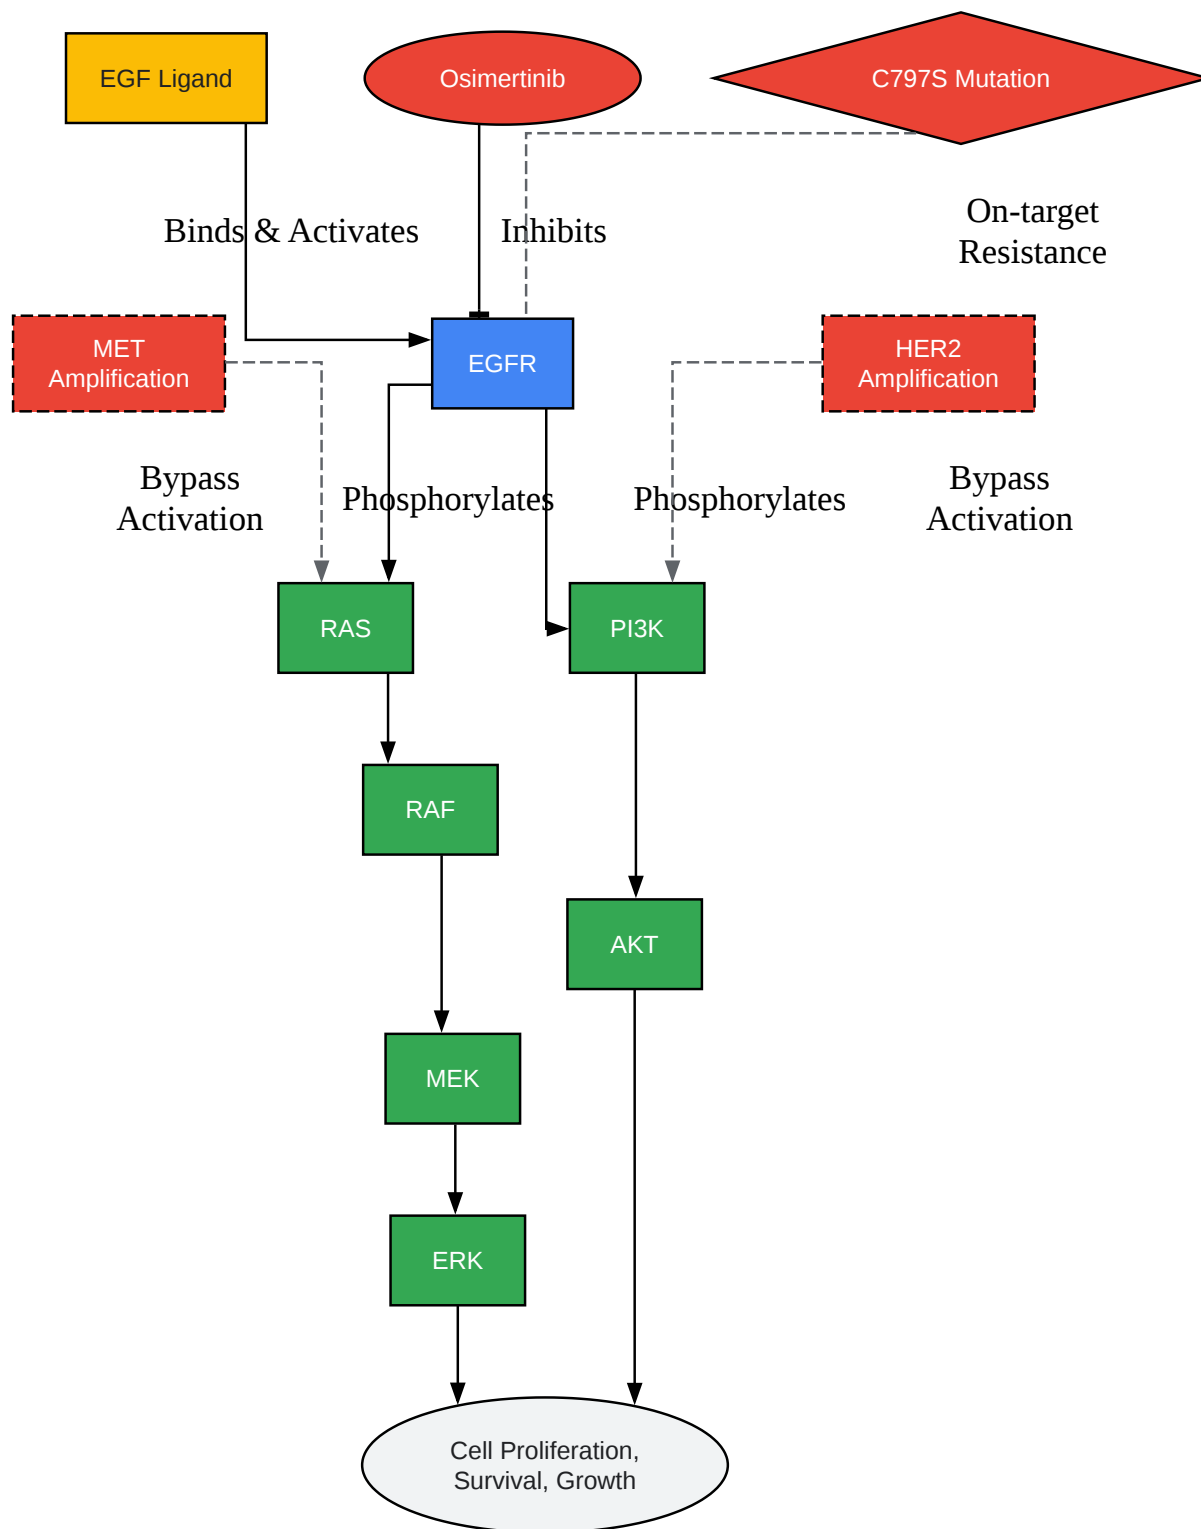 EGF Ligand
Osimertinib
C797S Mutation
Binds & Activates
Inhibits
On-target
Resistance
MET
Amplification
EGFR
HER2
Amplification
Bypass
Activation
Phosphorylates
Phosphorylates
Bypass
Activation
RAS
PI3K
RAF
AKT
MEK
ERK
Cell Proliferation,
Survival, Growth